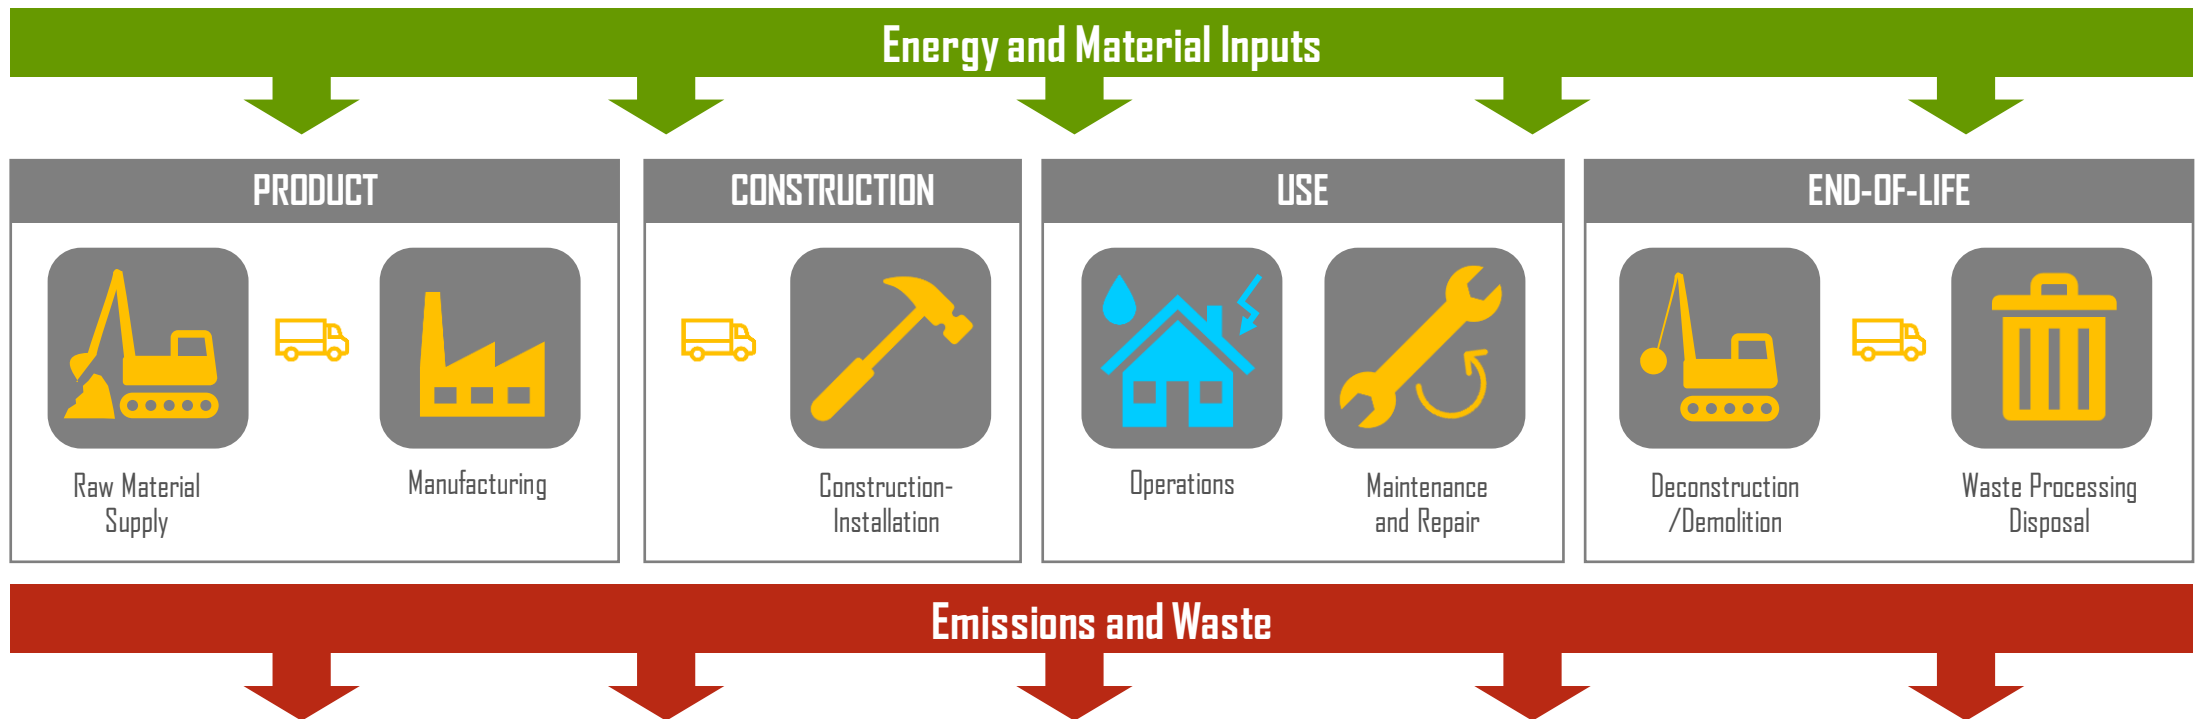 Energy and Material Inputs
PRODUCT
CONSTRUCTION
USE
END-OF-LIFE
Raw Material
Supply
Manufacturing
Construction-
Installation
Operations
Maintenance
and Repair
Deconstruction
/Demolition
Waste Processing
Disposal
Emissions and Waste